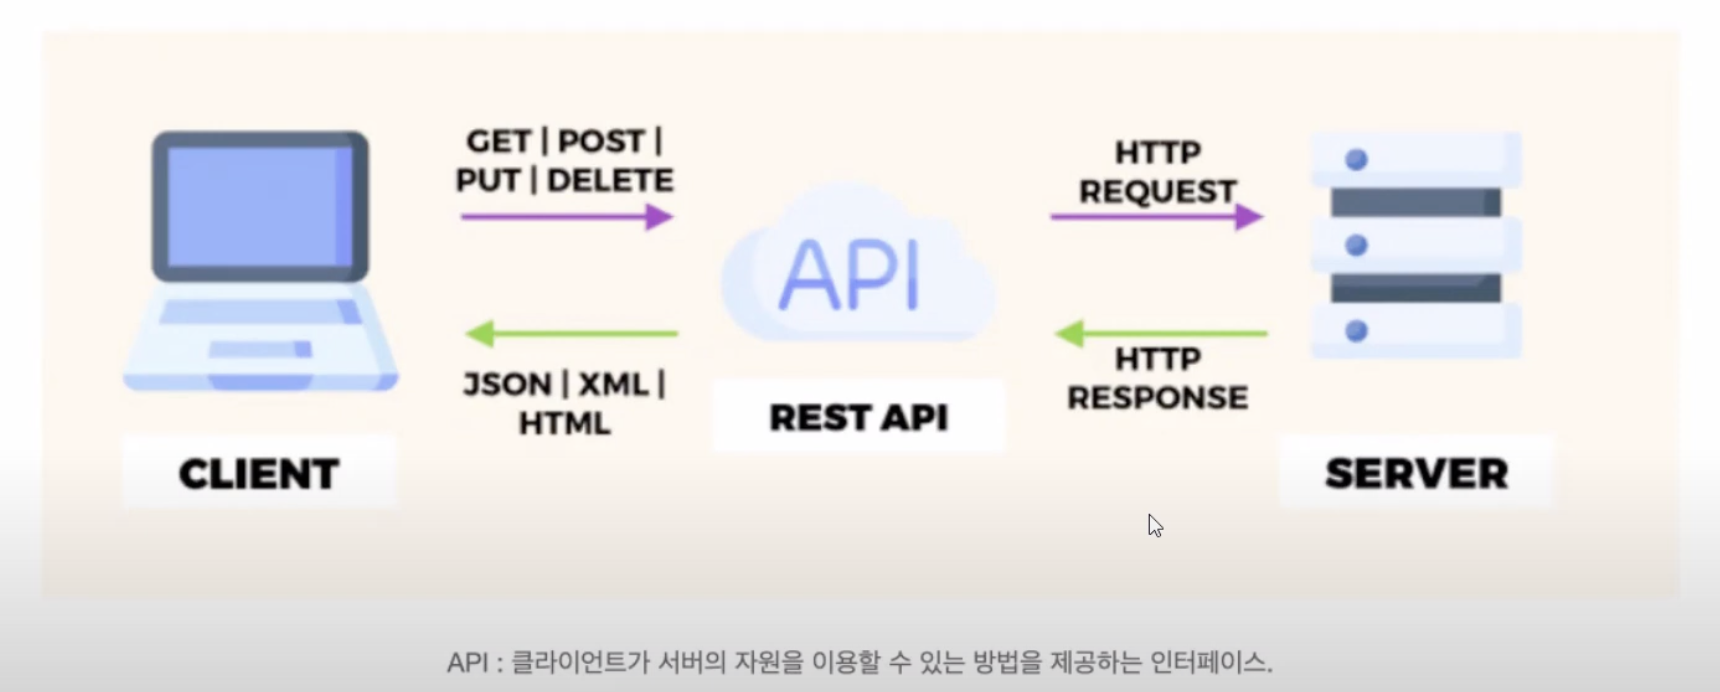 GET | POST |
PUT | DELETE
HTTP
REQUEST
API
JSON | XML |
HTML
REST API
HTTP
RESPONSE
CLIENT
SERVER
API : 클라이언트가 서버의 자원을 이용할 수 있는 방법을 제공하는 인터페이스.